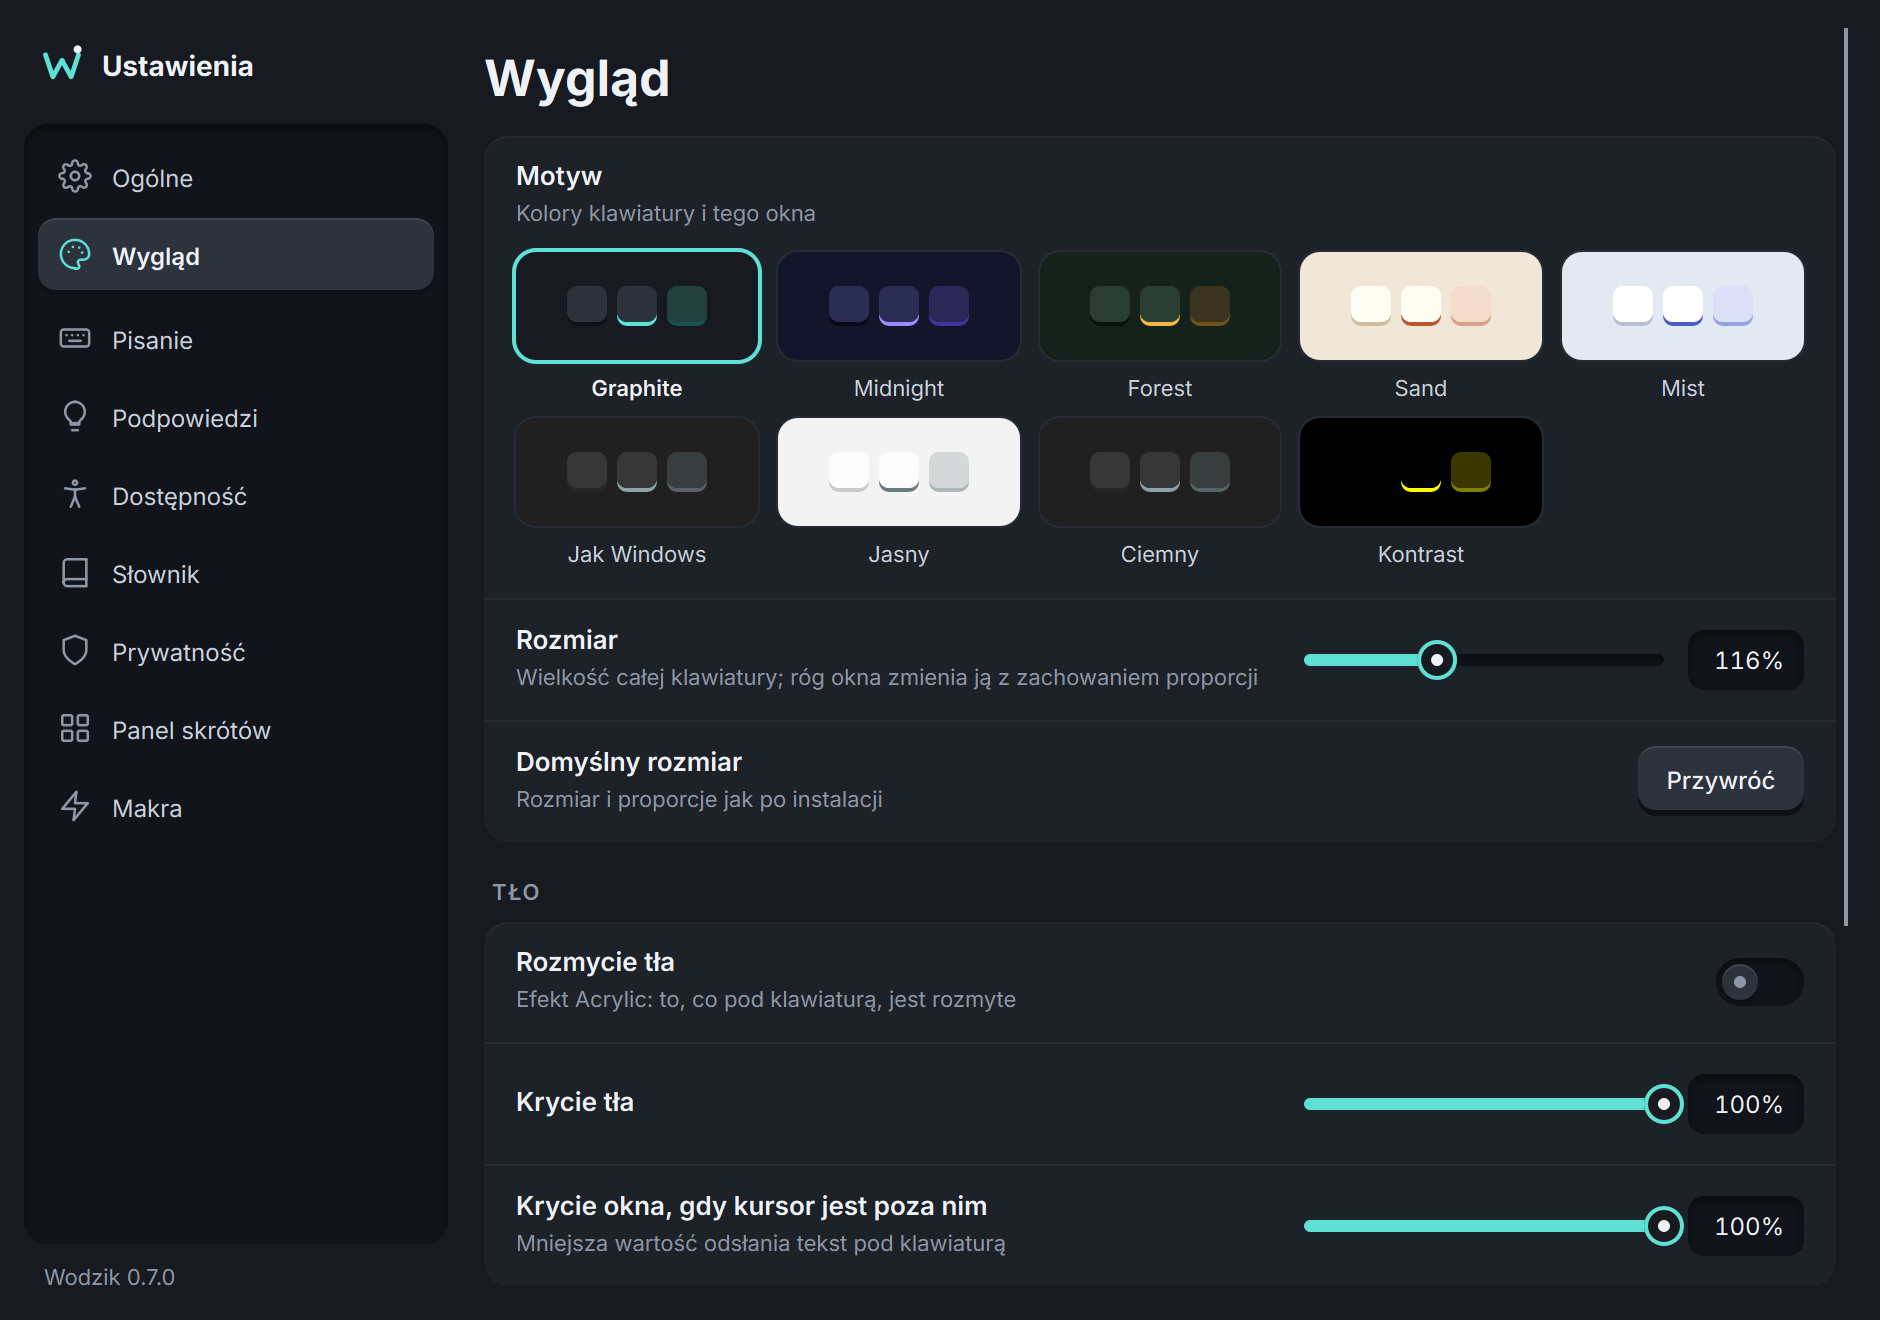 Ustawienia
Ogólne
Wygląd
Pisanie
Podpowiedzi
Dostępność
Słownik
Prywatność
Panel skrótów
Makra
Wodzik 0.7.0
Wygląd
Motyw
Kolory klawiatury i tego okna
Graphite
Midnight
Forest
Sand
Mist
Jak Windows
Jasny
Ciemny
Kontrast
Rozmiar
Wielkość całej klawiatury; róg okna zmienia ją z zachowaniem proporcji
116%
Domyślny rozmiar
Rozmiar i proporcje jak po instalacji
Przywróć
TŁO
Rozmycie tła
Efekt Acrylic: to, co pod klawiaturą, jest rozmyte
Krycie tła
100%
Krycie okna, gdy kursor jest poza nim
Mniejsza wartość odsłania tekst pod klawiaturą
100%